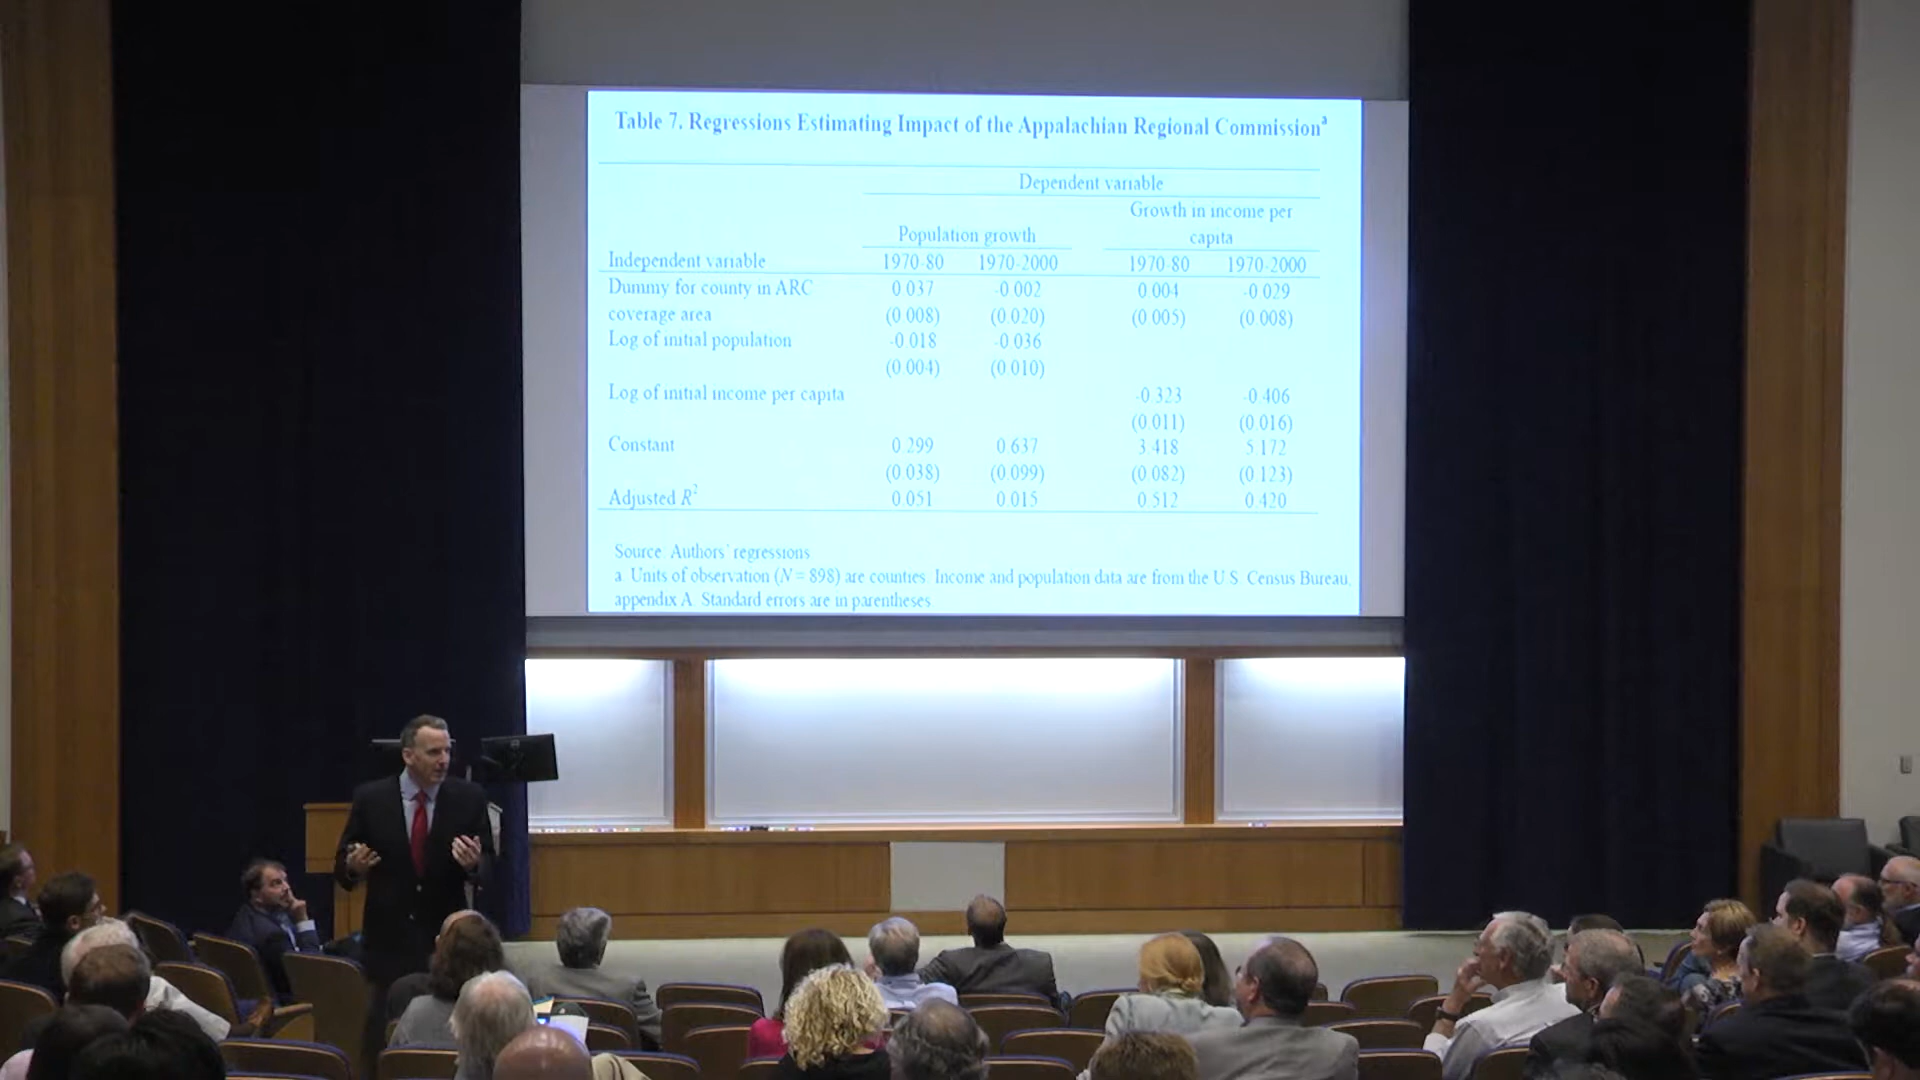 Table 7. Regressions Estimating Impact of the Appalachian Regional Commissionᵃ
Dependent variable
Growth in income per
Population growth capita
Independent variable 1970-80 1970-2000 1970-80 1970-2000
Dummy for county in ARC 0.037 -0.002 0.004 -0.029
coverage area (0.008) (0.020) (0.005) (0.008)
Log of initial population -0.018 -0.036
(0.004) (0.010)
Log of initial income per capita -0.323 -0.406
(0.011) (0.016)
Constant 0.299 0.637 3.418 5.172
(0.038) (0.099) (0.082) (0.123)
Adjusted R² 0.051 0.015 0.512 0.420
Source: Authors' regressions.
a. Units of observation (N = 898) are counties. Income and population data are from the U.S. Census Bureau,
appendix A. Standard errors are in parentheses.